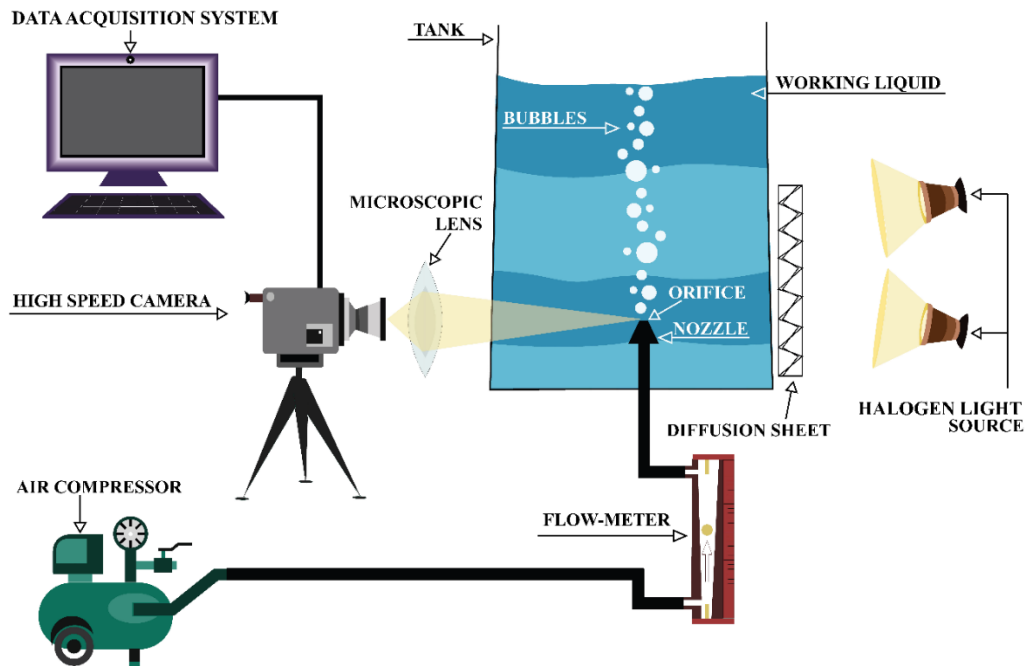 DATA ACQUISITION SYSTEM
TANK
WORKING LIQUID
BUBBLES
MICROSCOPIC
LENS
HIGH SPEED CAMERA
ORIFICE
NOZZLE
HALOGEN LIGHT
SOURCE
DIFFUSION SHEET
AIR COMPRESSOR
FLOW-METER